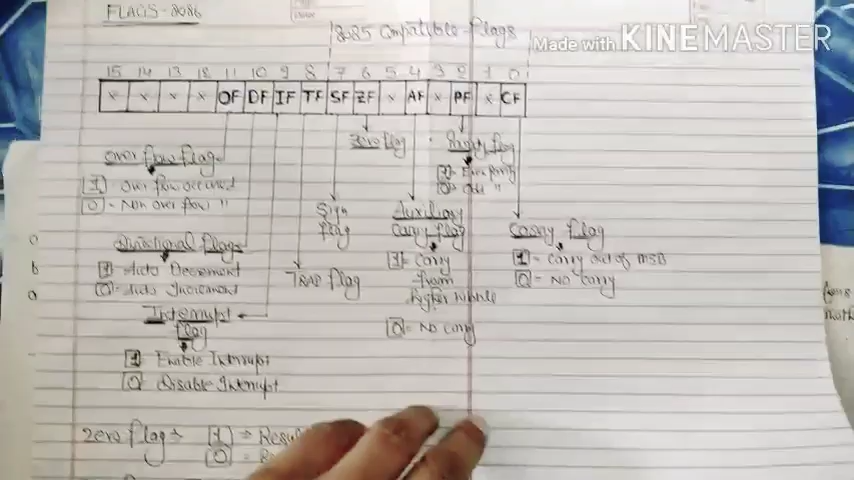 FLAGS-8086
8085 Compatible Flags
Made with KINEMASTER
15 14 13 12 11 10 9 8 7 6 5 4 3 2 1 0
x x x x OF DF IF TF SF ZF x AF x PF x CF
Zero flag
Parity flag
1 = Even parity
0 = Odd "
Over flow flag
1 = Over flow occurred
0 = Non over flow "
Sign
flag
Auxiliary
Carry flag
1 = Carry
from
higher nibble
0 = No carry
Carry flag
1 = Carry out of MSB
0 = No carry
Directional flags
1 = Auto Decrement
0 = Auto Increment
TRAP flag
Interrupt
flag
1 Enable Interrupt
0 Disable Interrupt
Zero flag → 1 ⇒
0 =